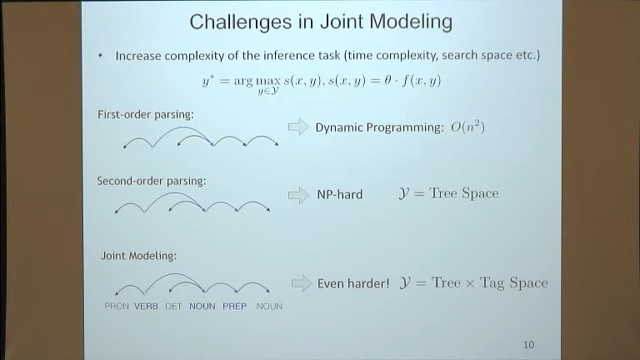 Challenges in Joint Modeling
• Increase complexity of the inference task (time complexity, search space etc.)
y* = arg max s(x, y), s(x, y) = θ · f(x, y)
y∈𝒴
First-order parsing:
Dynamic Programming: O(n²)
Second-order parsing:
NP-hard 𝒴 = Tree Space
Joint Modeling:
Even harder! 𝒴 = Tree × Tag Space
PRON VERB DET NOUN PREP NOUN
10